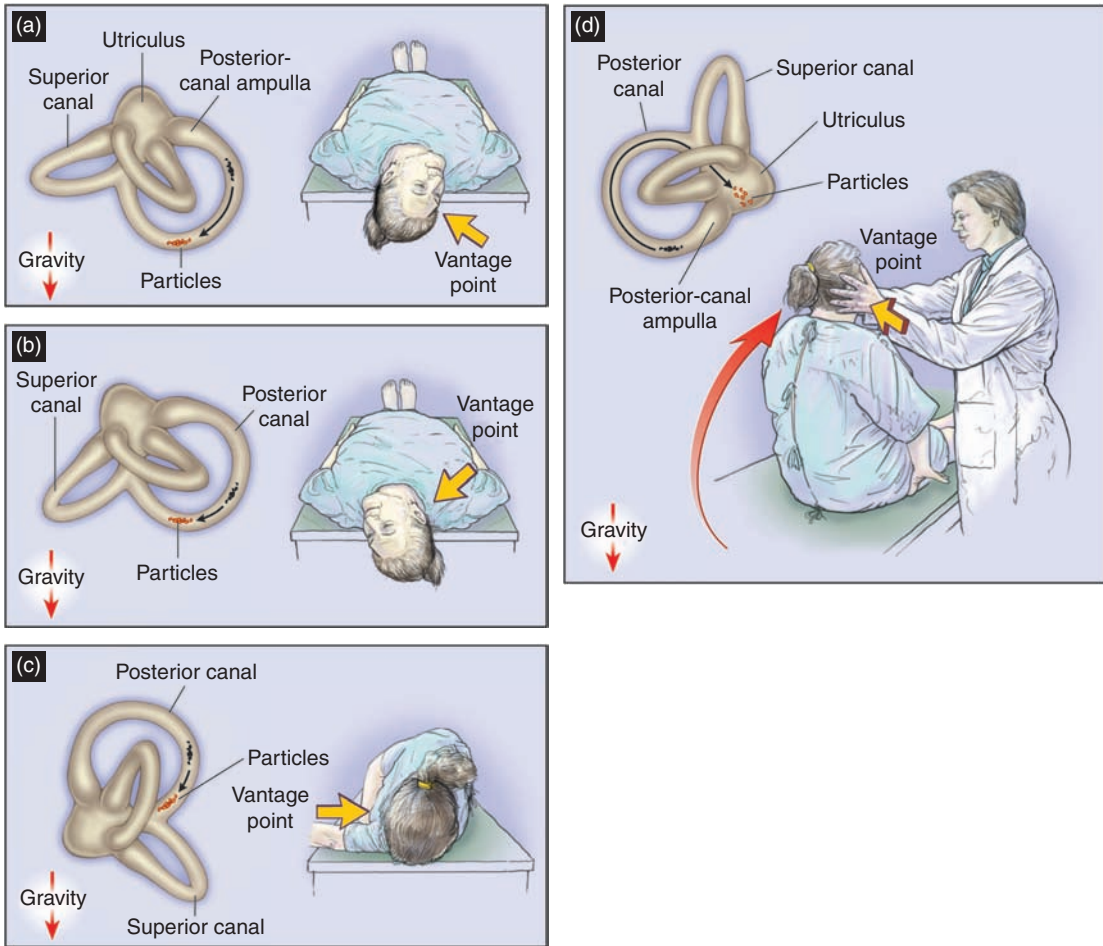 (a)
Utriculus
Posterior-
canal ampulla
Superior
canal
Gravity
Particles
Vantage
point
(b)
Superior
canal
Posterior
canal
Vantage
point
Gravity
Particles
(c)
Posterior canal
Particles
Vantage
point
Gravity
Superior canal
(d)
Posterior
canal
Superior canal
Utriculus
Particles
Vantage
point
Posterior-canal
ampulla
Gravity